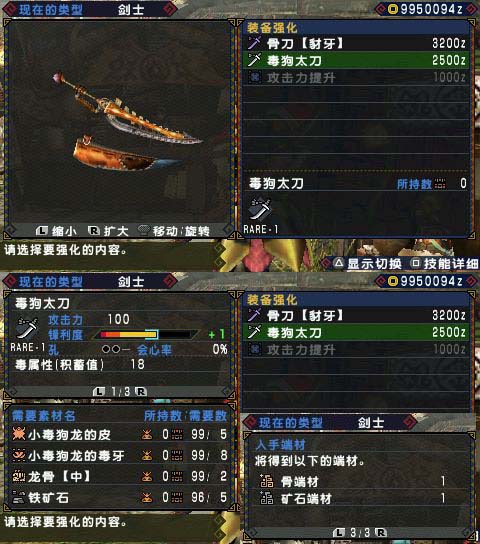 现在的类型 剑士
9950094z
装备强化
骨刀【豺牙】 3200z
毒狗太刀 2500z
攻击力提升 1000z
毒狗太刀 所持数 0
RARE-1
L 缩小 R 扩大 移动/旋转
请选择要强化的内容。
△显示切换 □技能详细
现在的类型 剑士
9950094z
毒狗太刀
攻击力 100
锋利度 +1
RARE-1
孔 ○○— 会心率 0%
毒属性(积蓄值) 18
L 1/3 R
装备强化
骨刀【豺牙】 3200z
毒狗太刀 2500z
攻击力提升 1000z
需要素材名 所持数/需要数
小毒狗龙的皮 0 99/ 5
小毒狗龙的毒牙 0 99/ 8
龙骨【中】 0 99/ 2
铁矿石 0 96/ 5
请选择要强化的内容。
现在的类型 剑士
入手端材
将得到以下的端材。
骨端材 1
矿石端材 1
L 3/3 R